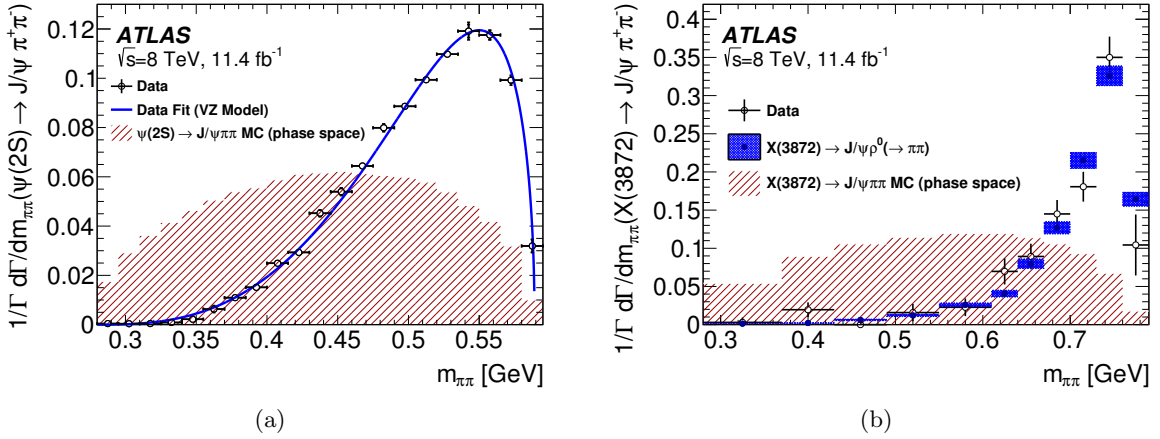 1/Γ dΓ/dmππ(ψ(2S) → J/ψ π+π-)
0.12
0.1
0.08
0.06
0.04
0.02
0
ATLAS
√s=8 TeV, 11.4 fb-1
Data
Data Fit (VZ Model)
ψ(2S) → J/ψππ MC (phase space)
0.3 0.35 0.4 0.45 0.5 0.55
mππ [GeV]
(a)
1/Γ dΓ/dmππ(X(3872) → J/ψ π+π-)
0.4
0.35
0.3
0.25
0.2
0.15
0.1
0.05
0
ATLAS
√s=8 TeV, 11.4 fb-1
Data
X(3872) → J/ψρ0(→ ππ)
X(3872) → J/ψππ MC (phase space)
0.3 0.4 0.5 0.6 0.7
mππ [GeV]
(b)